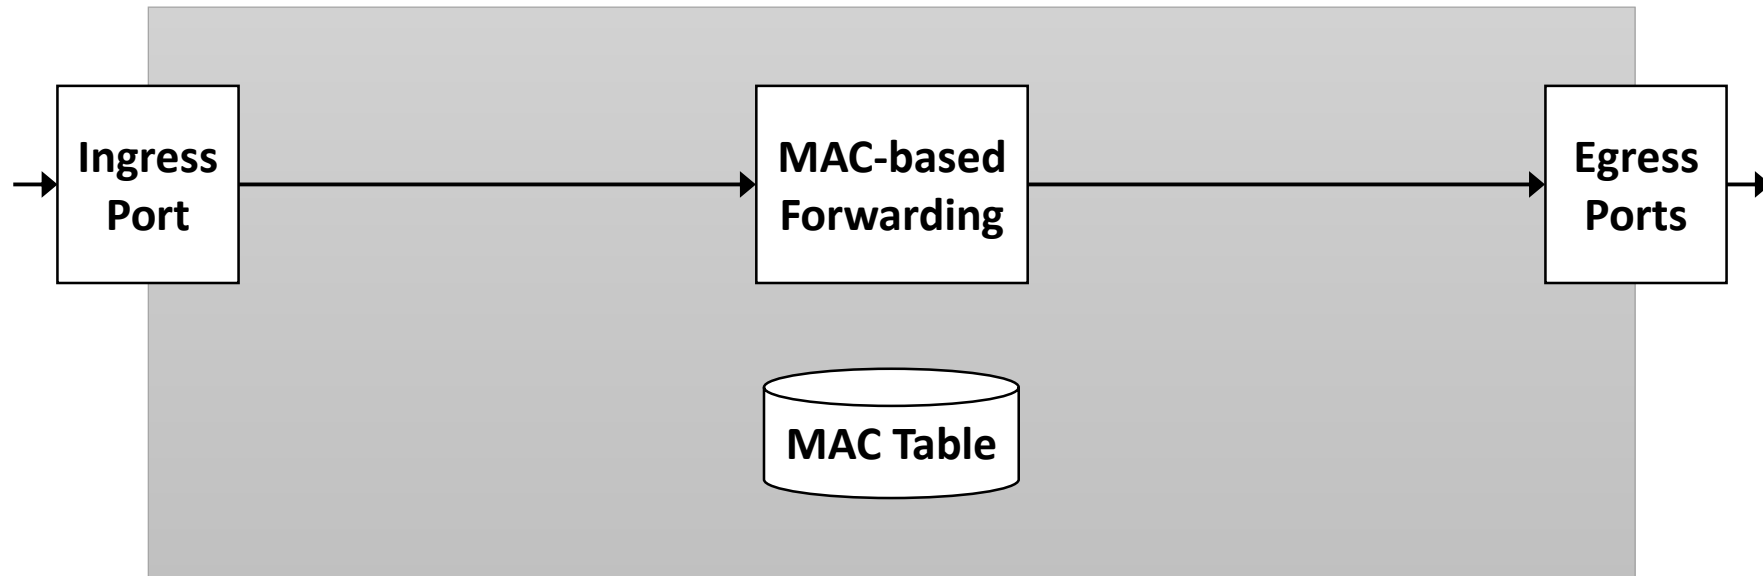 Ingress
Port
MAC-based
Forwarding
Egress
Ports
MAC Table